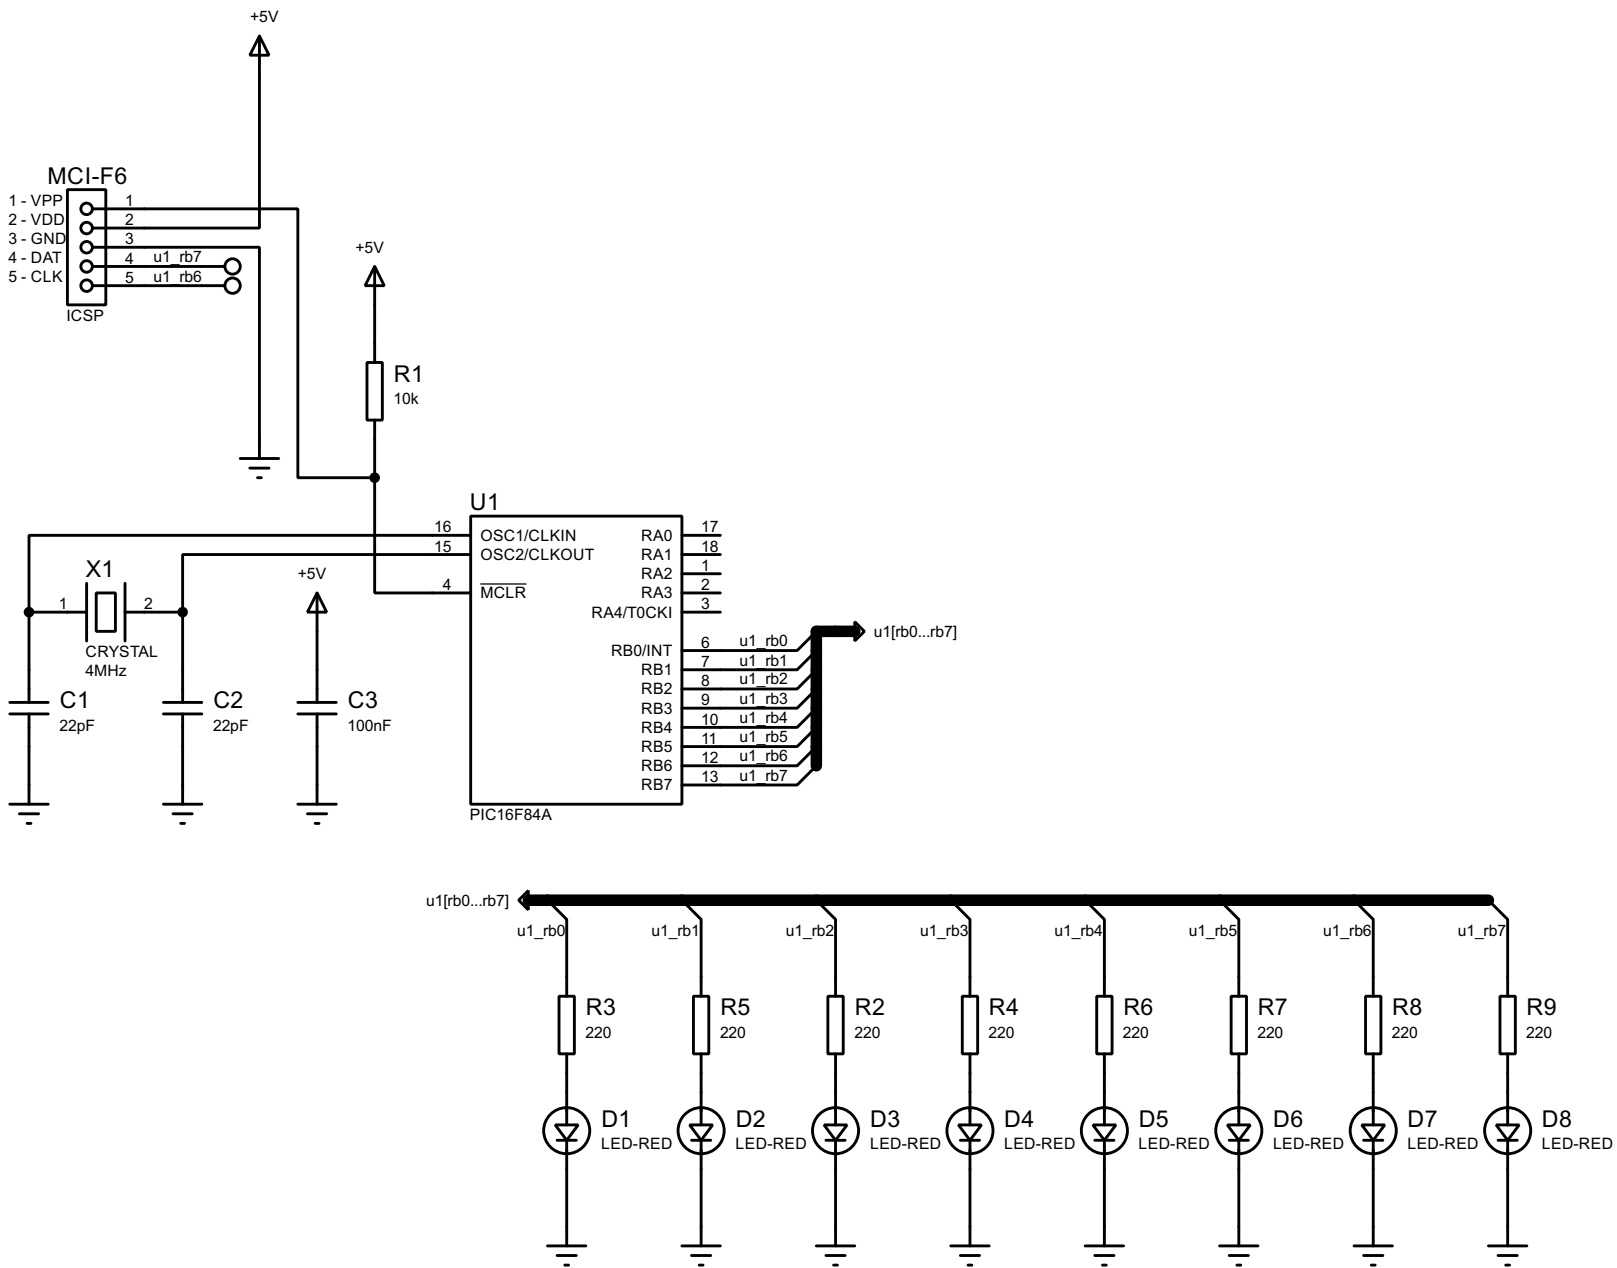 +5V
MCI-F6
1 - VPP
2 - VDD
3 - GND
4 - DAT
5 - CLK
1
2
3
4 u1_rb7
5 u1_rb6
ICSP
+5V
R1
10k
U1
16 OSC1/CLKIN
15 OSC2/CLKOUT
4 MCLR
RA0 17
RA1 18
RA2 1
RA3 2
RA4/T0CKI 3
RB0/INT 6 u1_rb0
RB1 7 u1_rb1
RB2 8 u1_rb2
RB3 9 u1_rb3
RB4 10 u1_rb4
RB5 11 u1_rb5
RB6 12 u1_rb6
RB7 13 u1_rb7
PIC16F84A
u1[rb0...rb7]
X1
1 2
CRYSTAL
4MHz
+5V
C1
22pF
C2
22pF
C3
100nF
u1[rb0...rb7]
u1_rb0 u1_rb1 u1_rb2 u1_rb3 u1_rb4 u1_rb5 u1_rb6 u1_rb7
R3 R5 R2 R4 R6 R7 R8 R9
220 220 220 220 220 220 220 220
D1 D2 D3 D4 D5 D6 D7 D8
LED-RED LED-RED LED-RED LED-RED LED-RED LED-RED LED-RED LED-RED